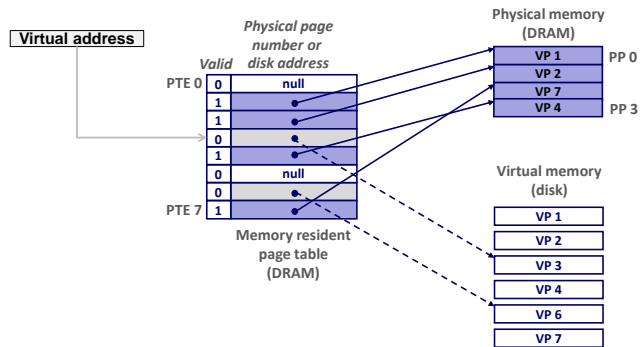 Virtual address
Physical page
number or
disk address
Valid
PTE 0
0
null
1
1
0
1
0
null
0
PTE 7
1
Memory resident
page table
(DRAM)
Physical memory
(DRAM)
VP 1
PP 0
VP 2
VP 7
VP 4
PP 3
Virtual memory
(disk)
VP 1
VP 2
VP 3
VP 4
VP 6
VP 7